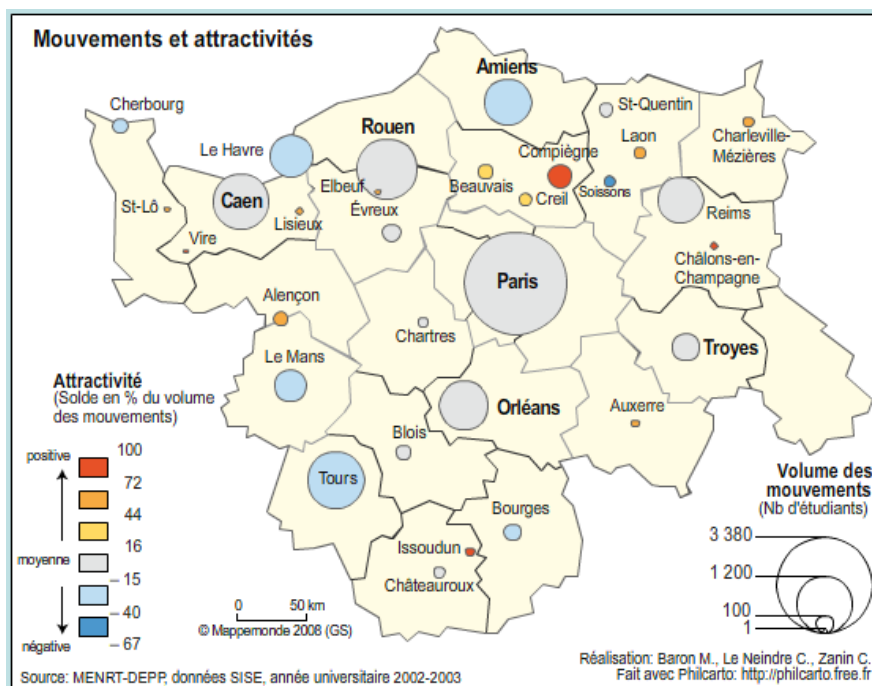 Mouvements et attractivités
Amiens
Cherbourg
St-Quentin
Le Havre
Rouen
Laon
Charleville-
Mézières
Compiègne
Elbeuf
Beauvais
Creil
Soissons
St-Lô
Caen
Lisieux
Évreux
Reims
Vire
Châlons-en-
Champagne
Paris
Alençon
Chartres
Troyes
Le Mans
Attractivité
(Solde en % du volume
des mouvements)
Orléans
Auxerre
Blois
positive
100
72
44
16
moyenne
– 15
– 40
négative
– 67
Tours
Bourges
Issoudun
Châteauroux
Volume des
mouvements
(Nb d'étudiants)
3 380
1 200
100
1
0 50 km
© Mappemonde 2008 (GS)
Réalisation: Baron M., Le Neindre C., Zanin C.
Source: MENRT-DEPP, données SISE, année universitaire 2002-2003
Fait avec Philcarto: http://philcarto.free.fr